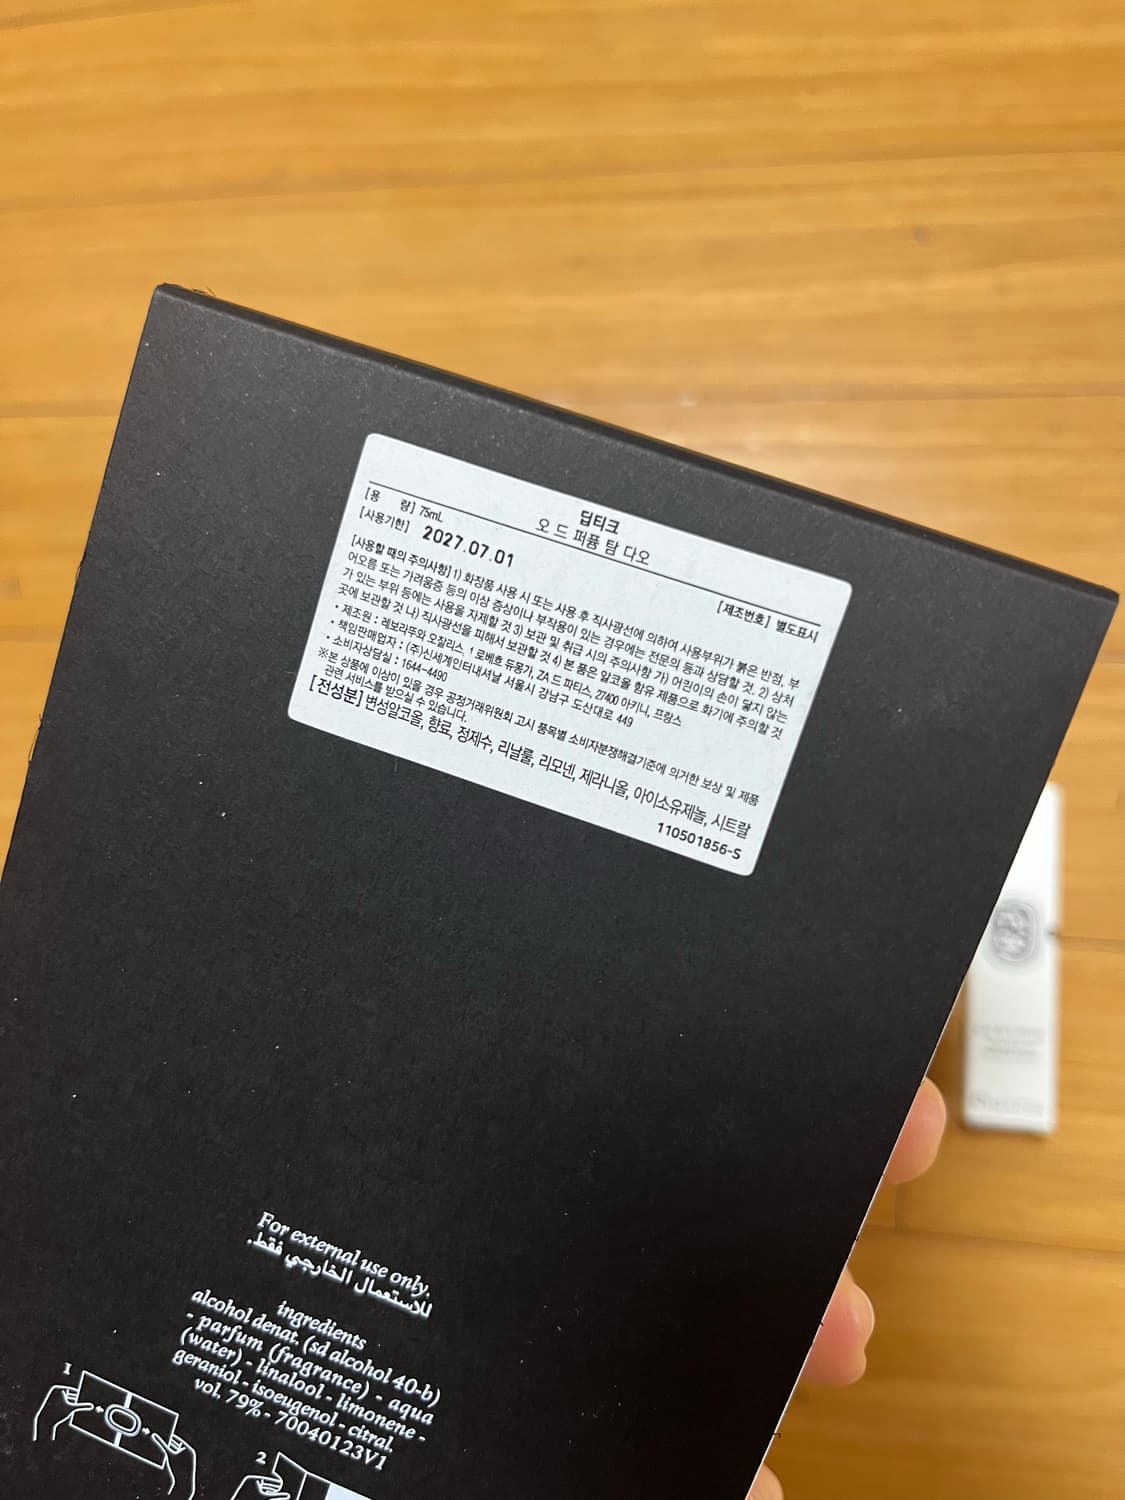 딥티크
오 드 퍼퓸 탐 다오
[용 량] 75mL
[제조번호] 별도표시
[사용기한] 2027.07.01
[사용할 때의 주의사항] 1) 화장품 사용 시 또는 사용 후 직사광선에 의하여 사용부위가 붉은 반점, 부
어오름 또는 가려움증 등의 이상 증상이나 부작용이 있는 경우에는 전문의 등과 상담할 것. 2) 상처
가 있는 부위 등에는 사용을 자제할 것 3) 보관 및 취급 시의 주의사항 가) 어린이의 손이 닿지 않는
곳에 보관할 것 나) 직사광선을 피해서 보관할 것 4) 본 품은 알코올 함유 제품으로 화기에 주의할 것
• 제조원 : 레보라뚜와 오질리스, 1 로베흐 듀몽가, ZA 드 파티스, 27400 아키니, 프랑스
• 책임판매업자 : (주)신세계인터내셔날 서울시 강남구 도산대로 449
• 소비자상담실 : 1644-4490
※본 상품에 이상이 있을 경우 공정거래위원회 고시 품목별 소비자분쟁해결기준에 의거한 보상 및 제품
관련 서비스를 받으실 수 있습니다.
[전성분] 변성알코올, 향료, 정제수, 리날룰, 리모넨, 제라니올, 아이소유제놀, 시트랄
110501856-S
For external use only.
للاستعمال الخارجي فقط.
ingredients
alcohol denat. (sd alcohol 40-b)
- parfum (fragrance) - aqua
(water) - linalool - limonene -
geraniol - isoeugenol - citral.
vol. 79% - 70040123V1
1
2